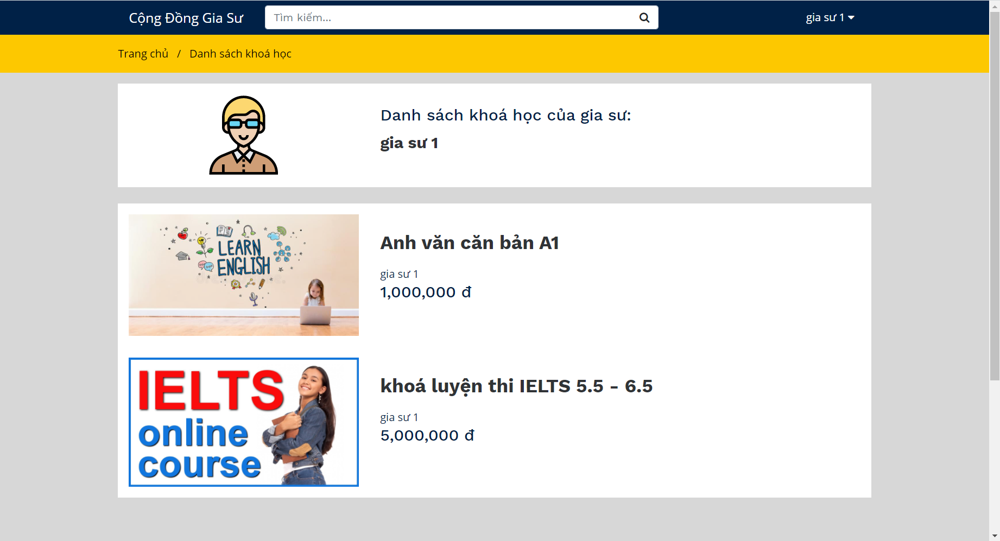 Cộng Đồng Gia Sư
Tìm kiếm...
gia sư 1
Trang chủ / Danh sách khoá học
Danh sách khoá học của gia sư:
gia sư 1
LEARN
ENGLISH
Anh văn căn bản A1
gia sư 1
1,000,000 đ
IELTS
online
course
khoá luyện thi IELTS 5.5 - 6.5
gia sư 1
5,000,000 đ